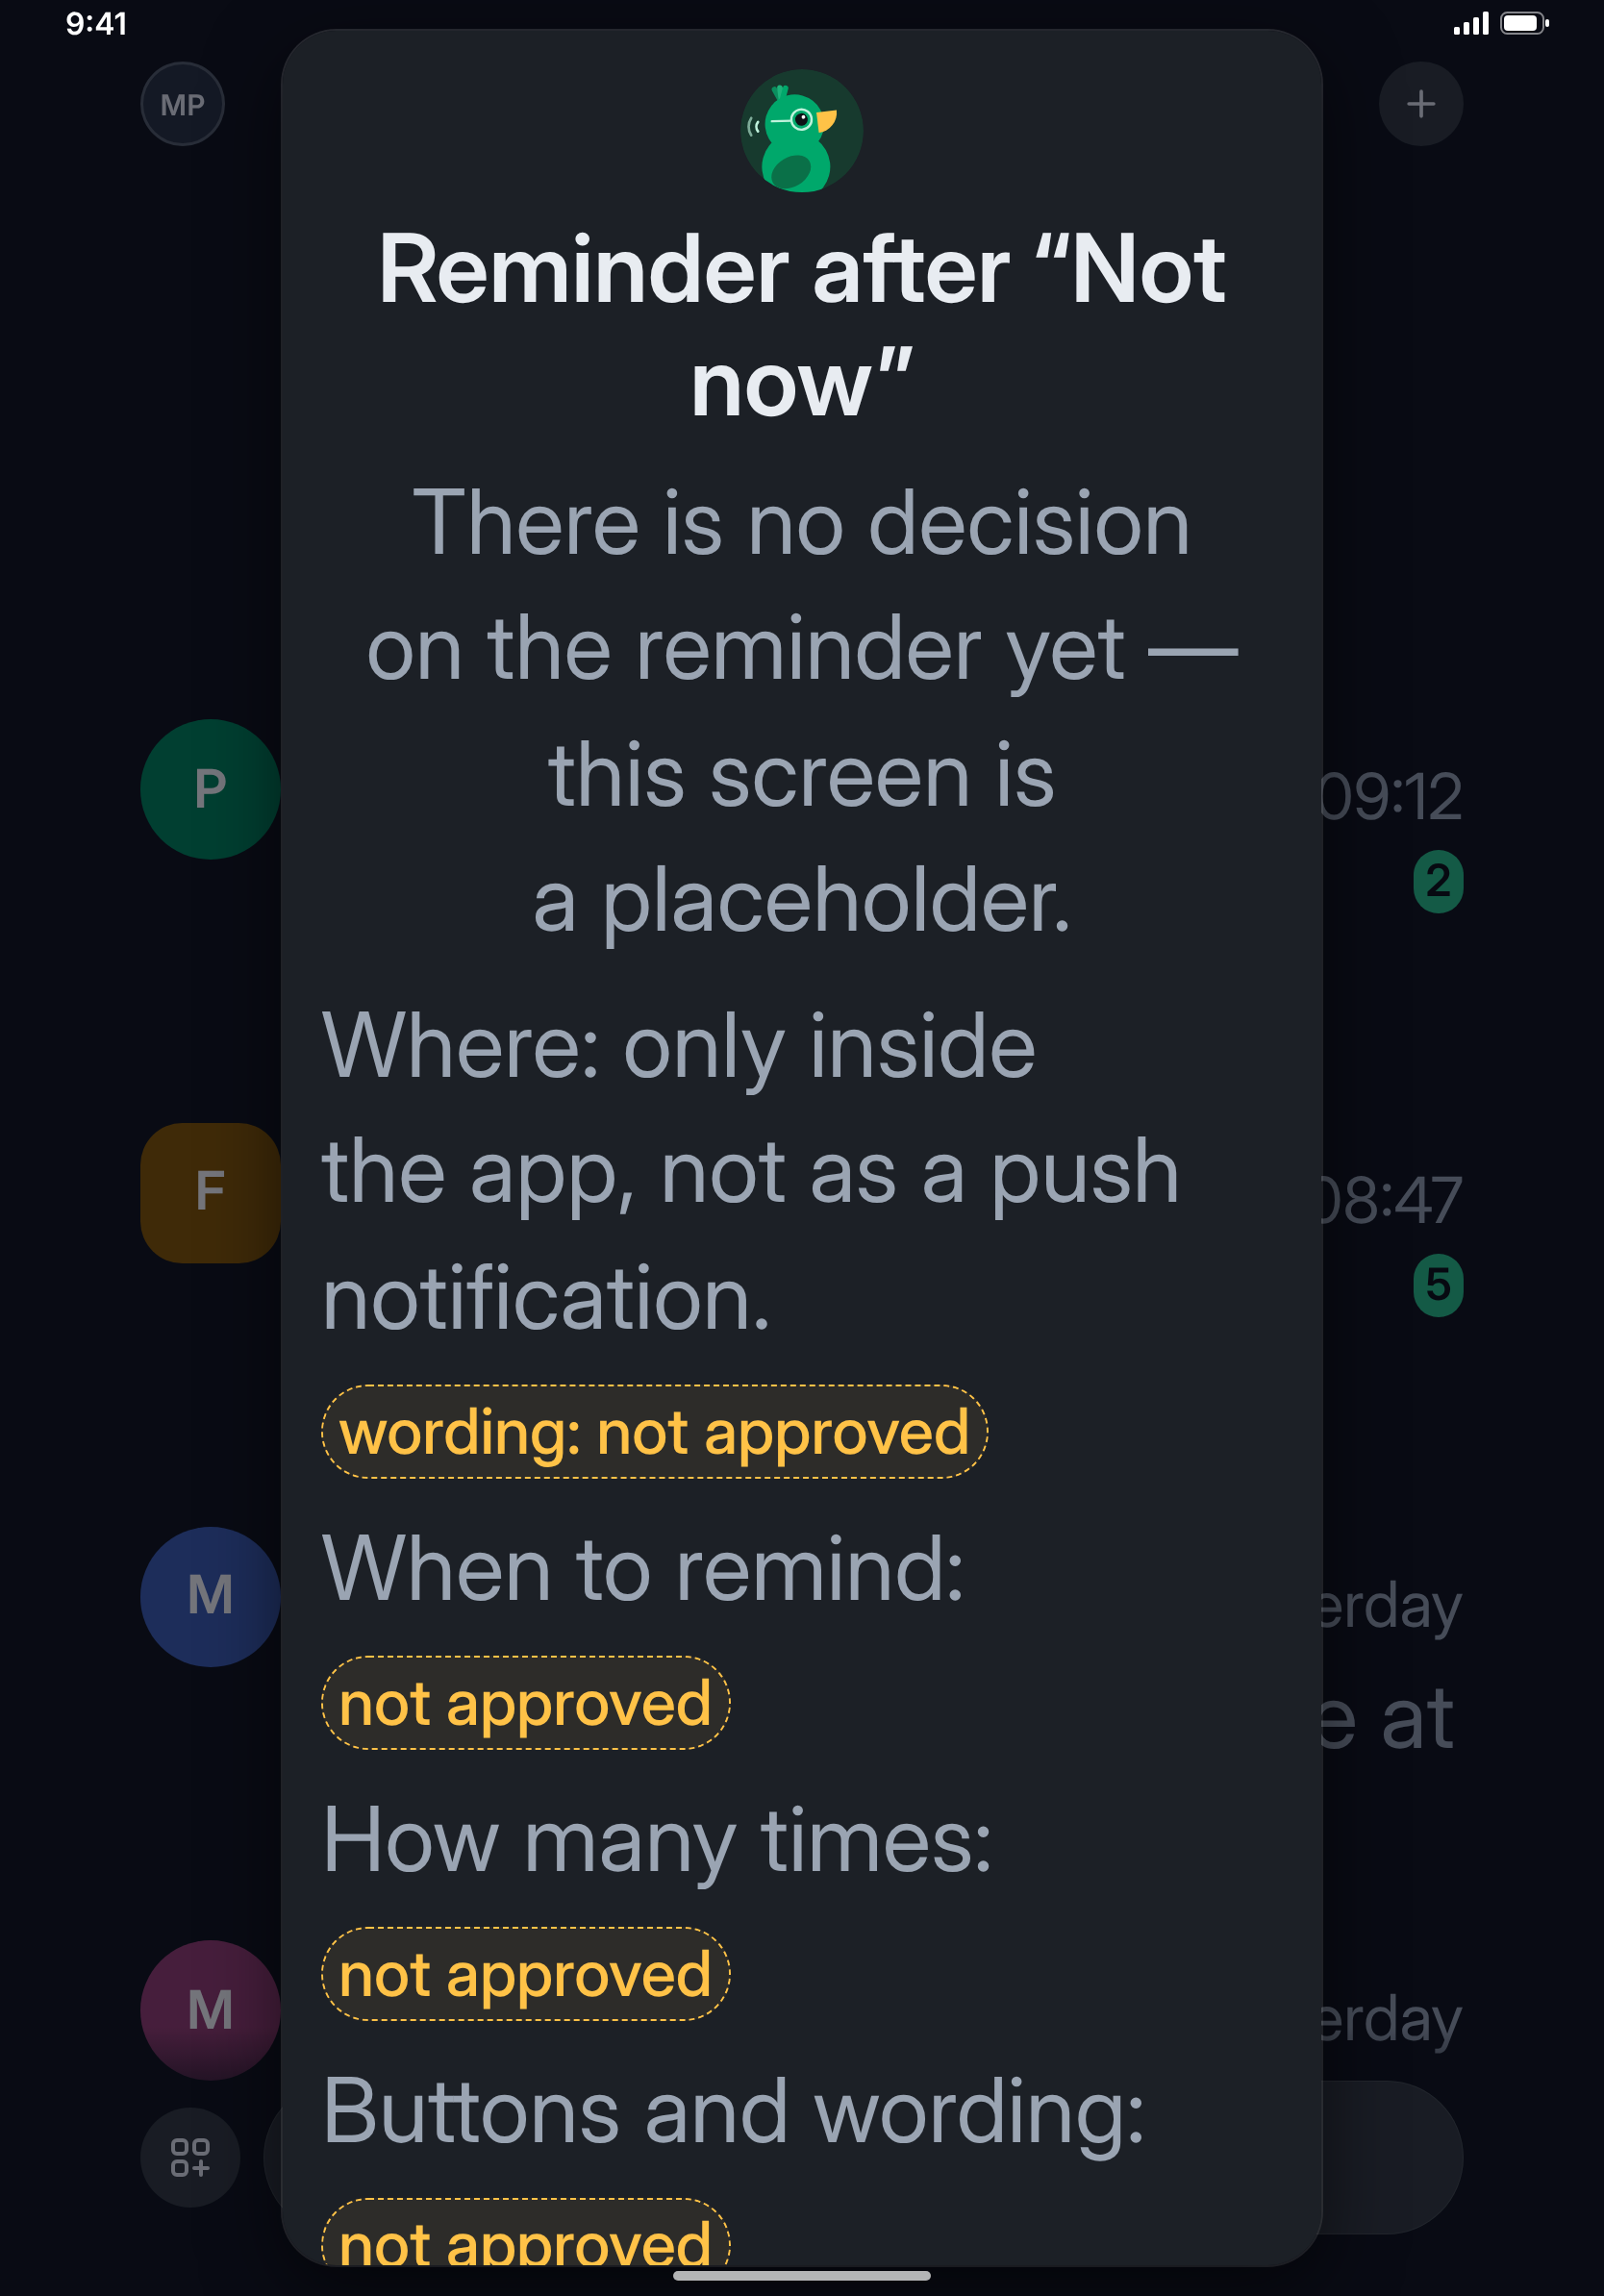 9:41
MP
Reminder after “Not
now”
There is no decision
on the reminder yet —
this screen is
a placeholder.
P
09:12
2
Where: only inside
the app, not as a push
notification.
F
08:47
5
wording: not approved
When to remind:
M
not approved
e at
How many times:
not approved
M
Buttons and wording:
not approved